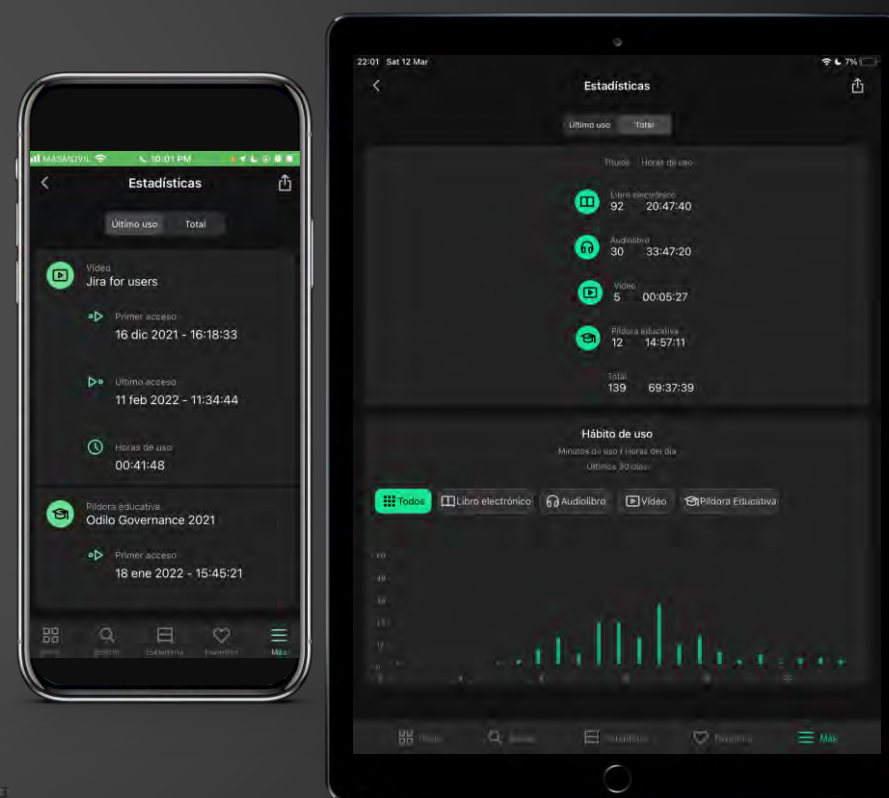 MASMOVIL 10:01 PM
Estadísticas
Último uso Total
Vídeo
Jira for users
Primer acceso
16 dic 2021 - 16:18:33
Último acceso
11 feb 2022 - 11:34:44
Horas de uso
00:41:48
Píldora educativa
Odilo Governance 2021
Primer acceso
18 ene 2022 - 15:45:21
Más
22:01 Sat 12 Mar 7%
Estadísticas
Último uso Total
Títulos Horas de uso
Libro electrónico
92 20:47:40
Audiolibro
30 33:47:20
Vídeo
5 00:05:27
Píldora educativa
12 14:57:11
Total
139 69:37:39
Hábito de uso
Minutos de uso / Horas del día
Últimos 30 días
Todos Libro electrónico Audiolibro Vídeo Píldora Educativa
Más